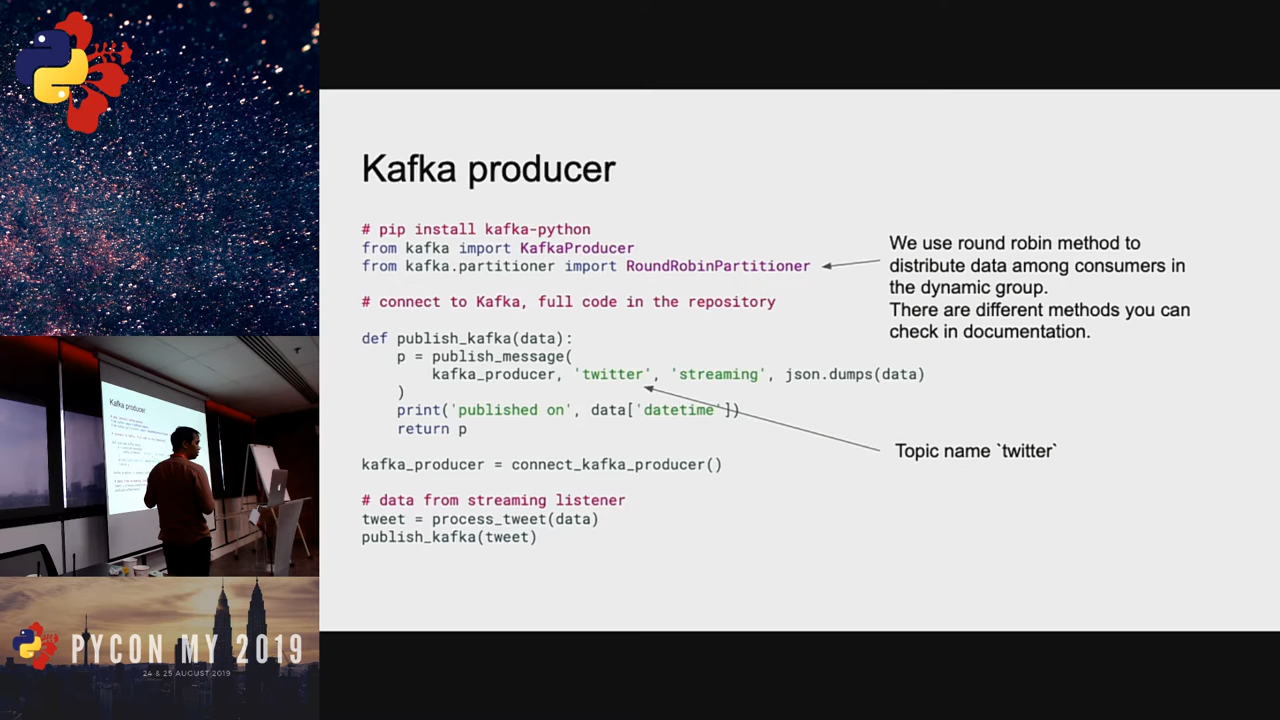 Kafka producer
# pip install kafka-python
from kafka import KafkaProducer
from kafka.partitioner import RoundRobinPartitioner
# connect to Kafka, full code in the repository
def publish_kafka(data):
p = publish_message(
kafka_producer, 'twitter', 'streaming', json.dumps(data)
)
print('published on', data['datetime'])
return p
kafka_producer = connect_kafka_producer()
# data from streaming listener
tweet = process_tweet(data)
publish_kafka(tweet)
We use round robin method to
distribute data among consumers in
the dynamic group.
There are different methods you can
check in documentation.
Topic name `twitter`
Kafka producer
PYCON MY 2019
24 & 25 AUGUST 2019